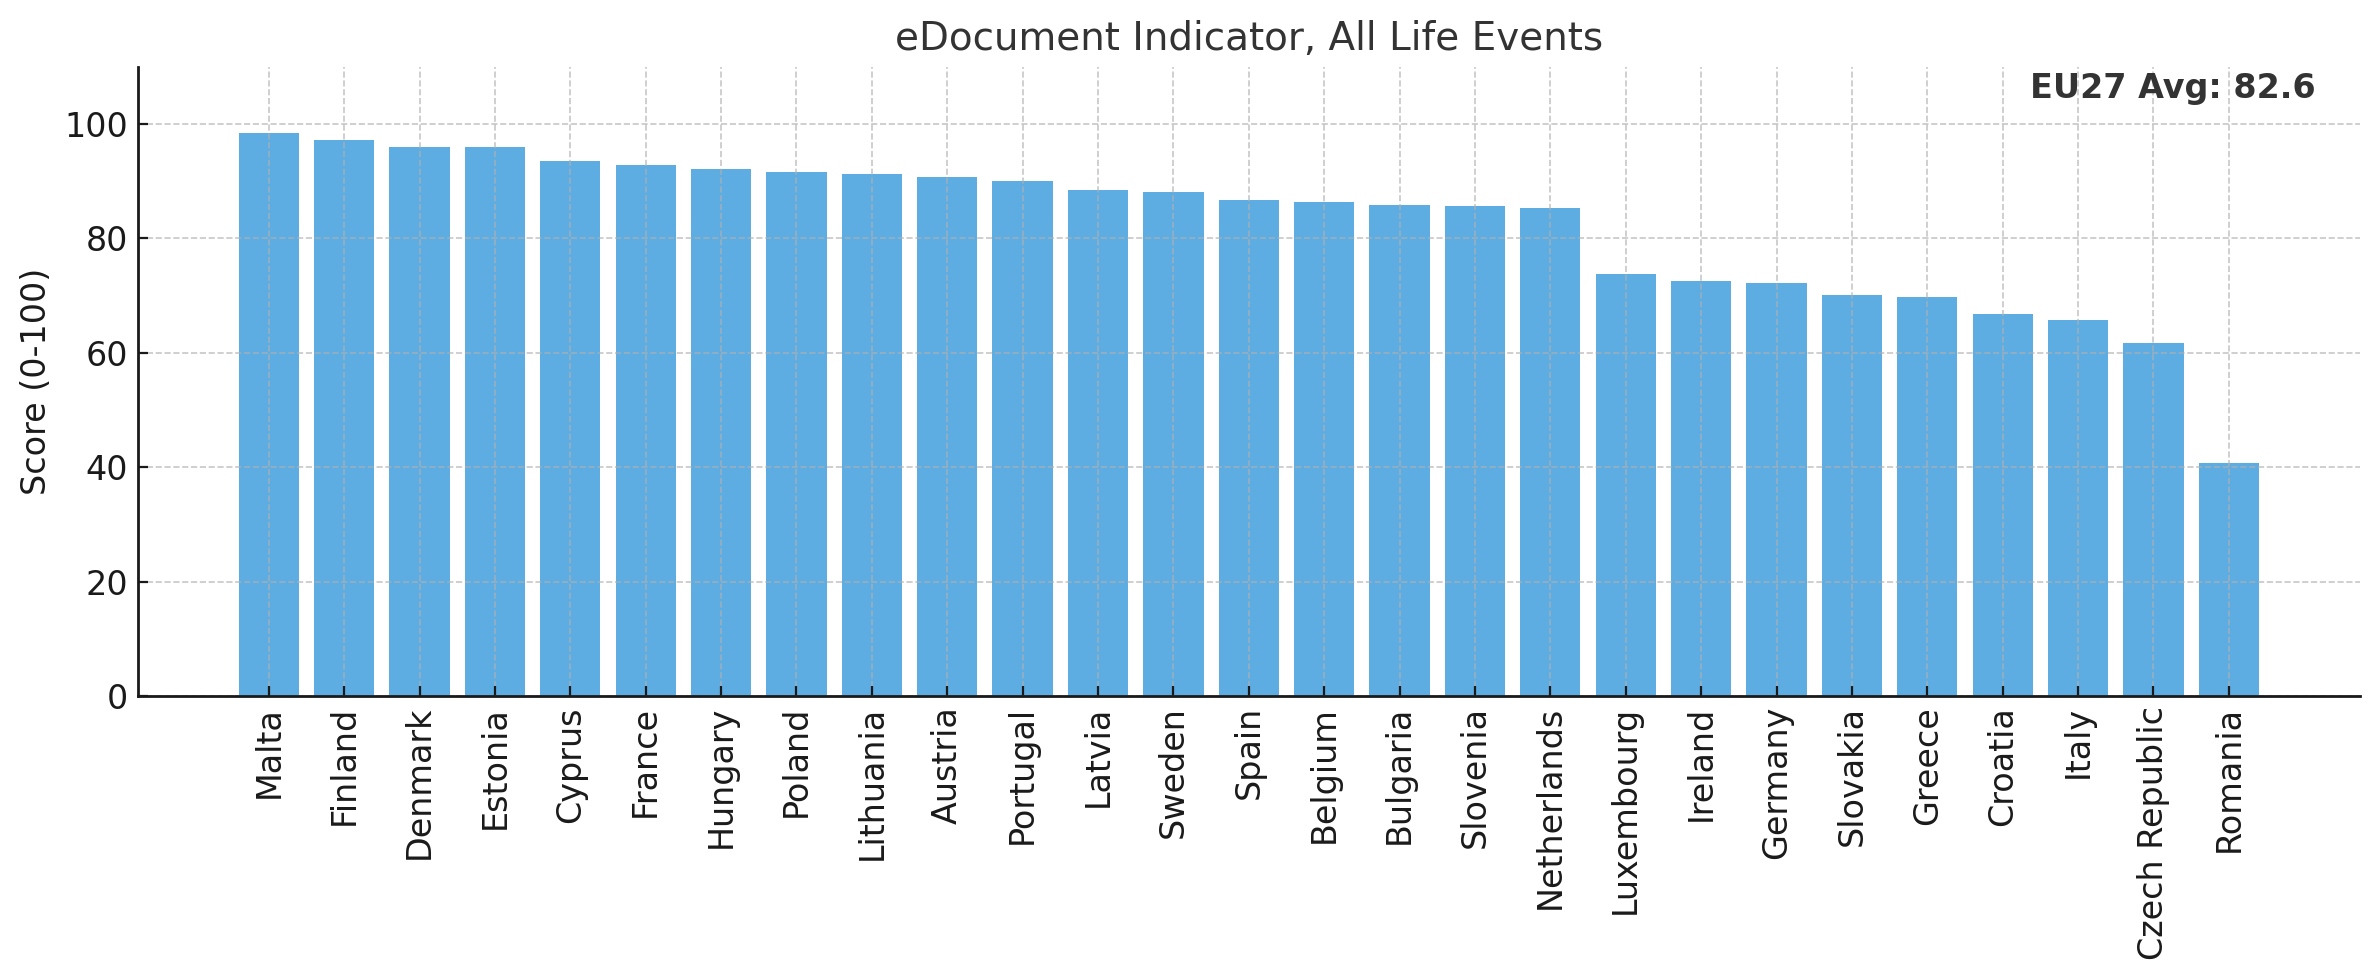 eDocument Indicator, All Life Events
EU27 Avg: 82.6
Score (0-100)
100
80
60
40
20
0
Malta
Finland
Denmark
Estonia
Cyprus
France
Hungary
Poland
Lithuania
Austria
Portugal
Latvia
Sweden
Spain
Belgium
Bulgaria
Slovenia
Netherlands
Luxembourg
Ireland
Germany
Slovakia
Greece
Croatia
Italy
Czech Republic
Romania